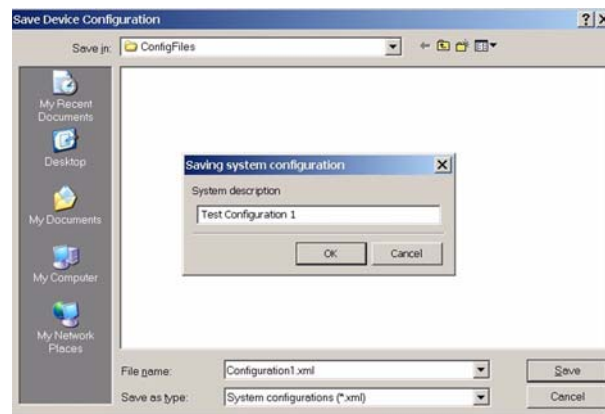 Save Device Configuration
Save in:
ConfigFiles
My Recent
Documents
Desktop
My Documents
My Computer
My Network
Places
Saving system configuration
System description
Test Configuration 1
OK
Cancel
File name:
Configuration1.xml
Save
Save as type:
System configurations (*.xml)
Cancel